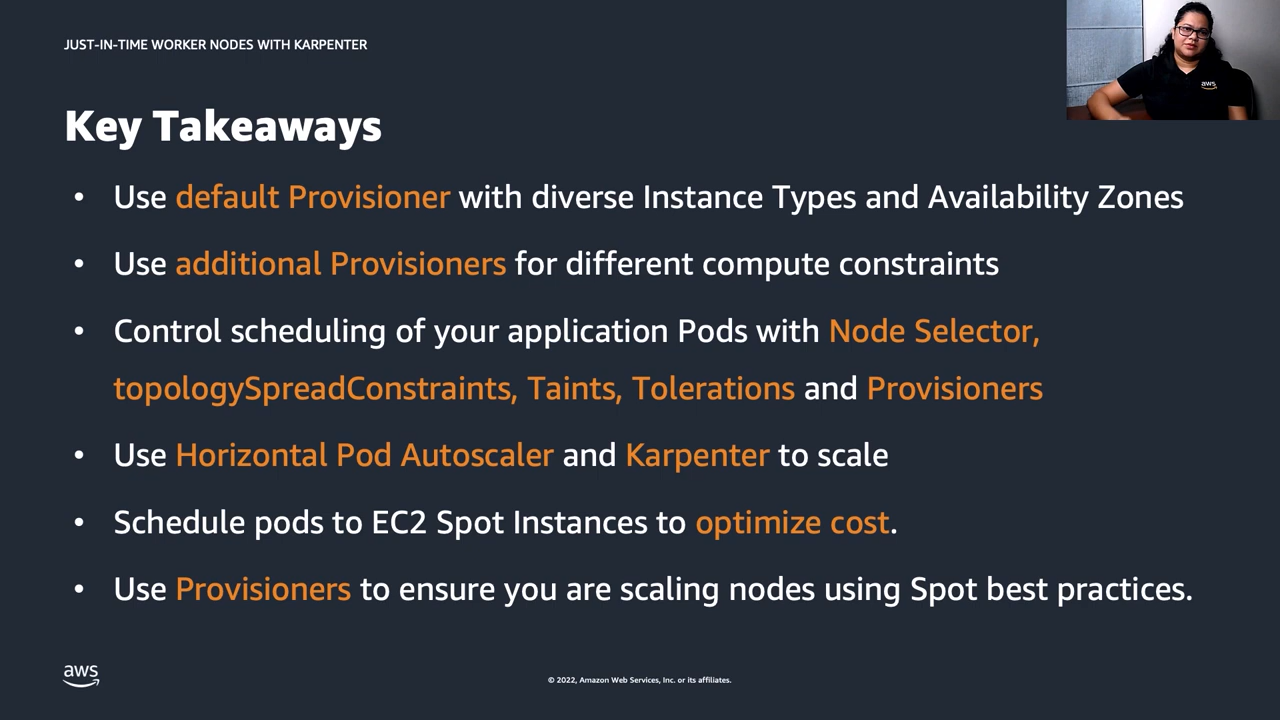 JUST-IN-TIME WORKER NODES WITH KARPENTER
aws
Key Takeaways
• Use default Provisioner with diverse Instance Types and Availability Zones
• Use additional Provisioners for different compute constraints
• Control scheduling of your application Pods with Node Selector,
topologySpreadConstraints, Taints, Tolerations and Provisioners
• Use Horizontal Pod Autoscaler and Karpenter to scale
• Schedule pods to EC2 Spot Instances to optimize cost.
• Use Provisioners to ensure you are scaling nodes using Spot best practices.
aws
© 2022, Amazon Web Services, Inc. or its affiliates.